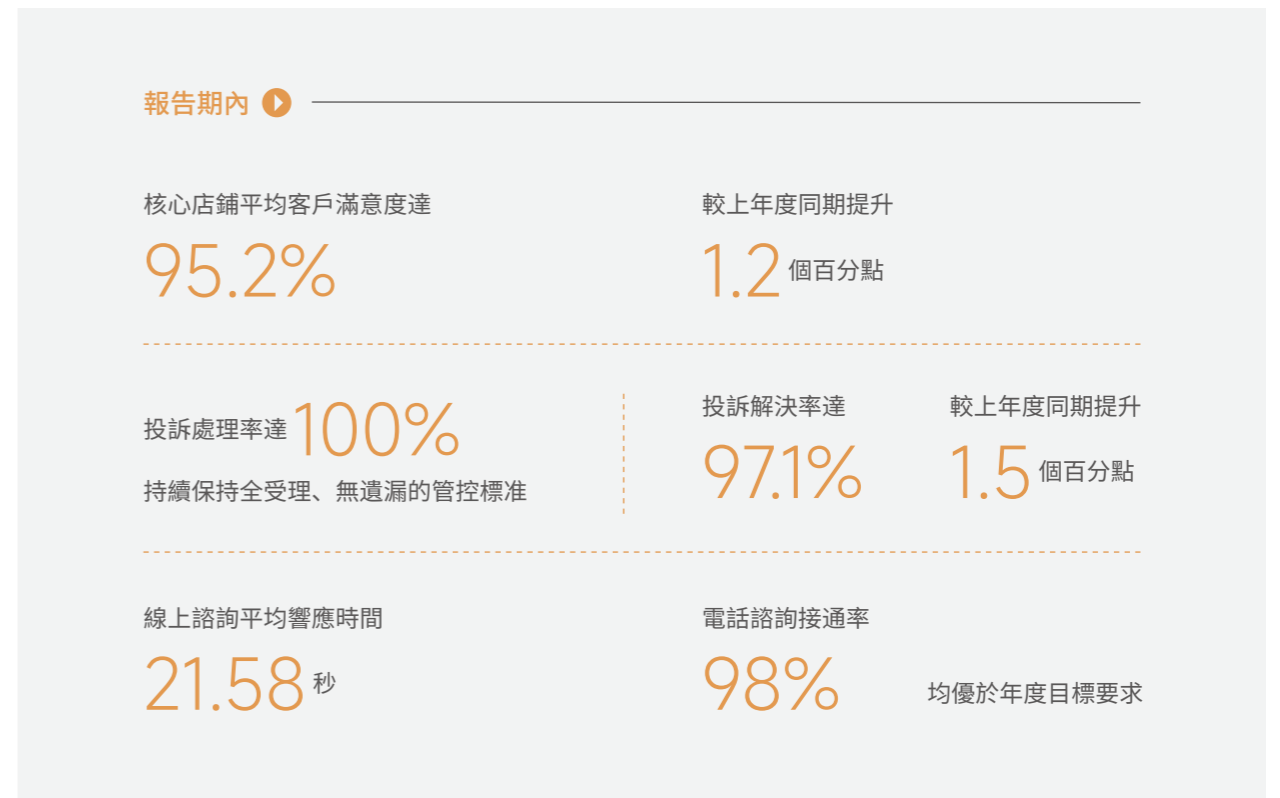 報告期內
核心店鋪平均客戶滿意度達
95.2%
較上年度同期提升
1.2 個百分點
投訴處理率達 100%
持續保持全受理、無遺漏的管控標准
投訴解決率達
97.1%
較上年度同期提升
1.5 個百分點
線上諮詢平均響應時間
21.58 秒
電話諮詢接通率
98%
均優於年度目標要求